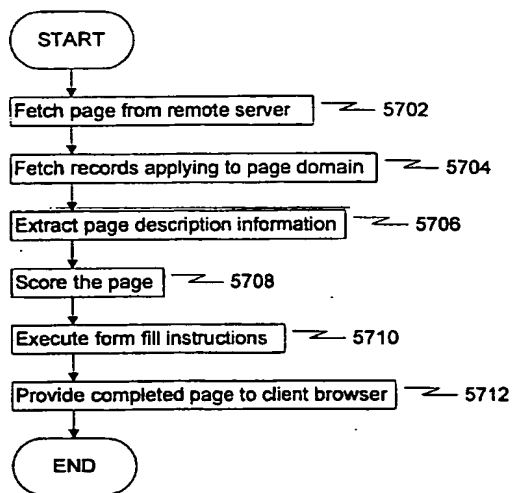 START
Fetch page from remote server 5702
Fetch records applying to page domain 5704
Extract page description information 5706
Score the page 5708
Execute form fill instructions 5710
Provide completed page to client browser 5712
END